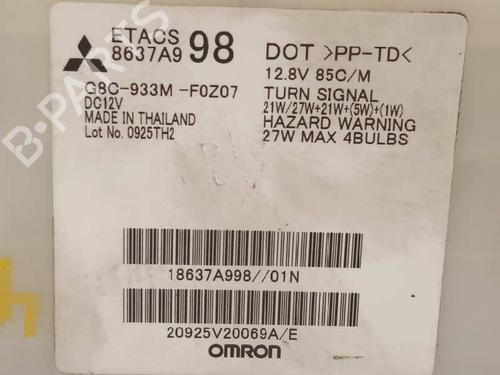 ETACS
8637A9 98
G8C-933M -F0Z07
DC12V
MADE IN THAILAND
Lot No. 0925TH2
DOT >PP-TD<
12.8V 85C/M
TURN SIGNAL
21W/27W+21W+(5W)+(1W)
HAZARD WARNING
27W MAX 4BULBS
18637A998//01N
20925V20069A/E
OMRON
B-PARTS